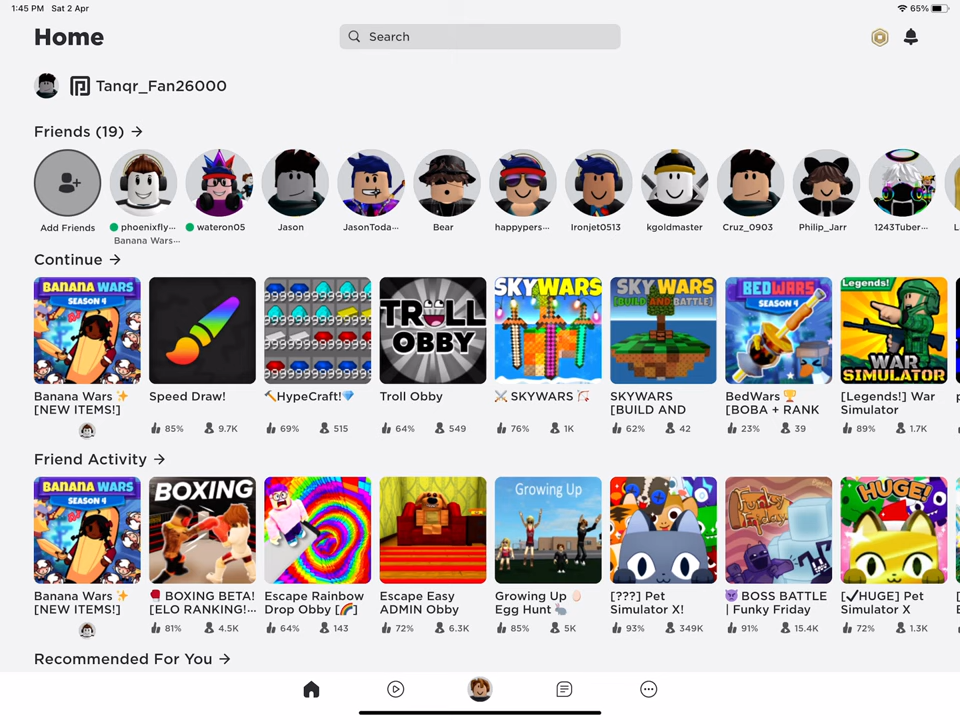 1:45 PM Sat 2 Apr
65%
Home
Search
Tanqr_Fan26000
Friends (19) →
Add Friends
phoenixfly...
Banana Wars...
wateron05
Jason
JasonToda...
Bear
happypers...
Ironjet0513
kgoldmaster
Cruz_0903
Philip_Jarr
1243Tuber...
Continue →
BANANA WARS
SEASON 4
TROLL
OBBY
SKYWARS
SKY WARS
[BUILD AND BATTLE]
BEDWARS
SEASON 4
Legends!
WAR
SIMULATOR
Banana Wars ✨
[NEW ITEMS!]
Speed Draw!
85% 9.7K
🔨HypeCraft!💎
69% 515
Troll Obby
64% 549
⚔️ SKYWARS 🏹
76% 1K
SKYWARS
[BUILD AND
62% 42
BedWars 🏆
[BOBA + RANK
23% 39
[Legends!] War
Simulator
89% 1.7K
Friend Activity →
BANANA WARS
SEASON 4
BOXING
Growing Up
Funky
Friday
HUGE!
Banana Wars ✨
[NEW ITEMS!]
🥊 BOXING BETA!
[ELO RANKING!...
81% 4.5K
Escape Rainbow
Drop Obby [🌈]
64% 143
Escape Easy
ADMIN Obby
72% 6.3K
Growing Up 🥚
Egg Hunt 🐇
85% 5K
[???] Pet
Simulator X!
93% 349K
😈 BOSS BATTLE
| Funky Friday
91% 15.4K
[✓HUGE] Pet
Simulator X
72% 1.3K
Recommended For You →